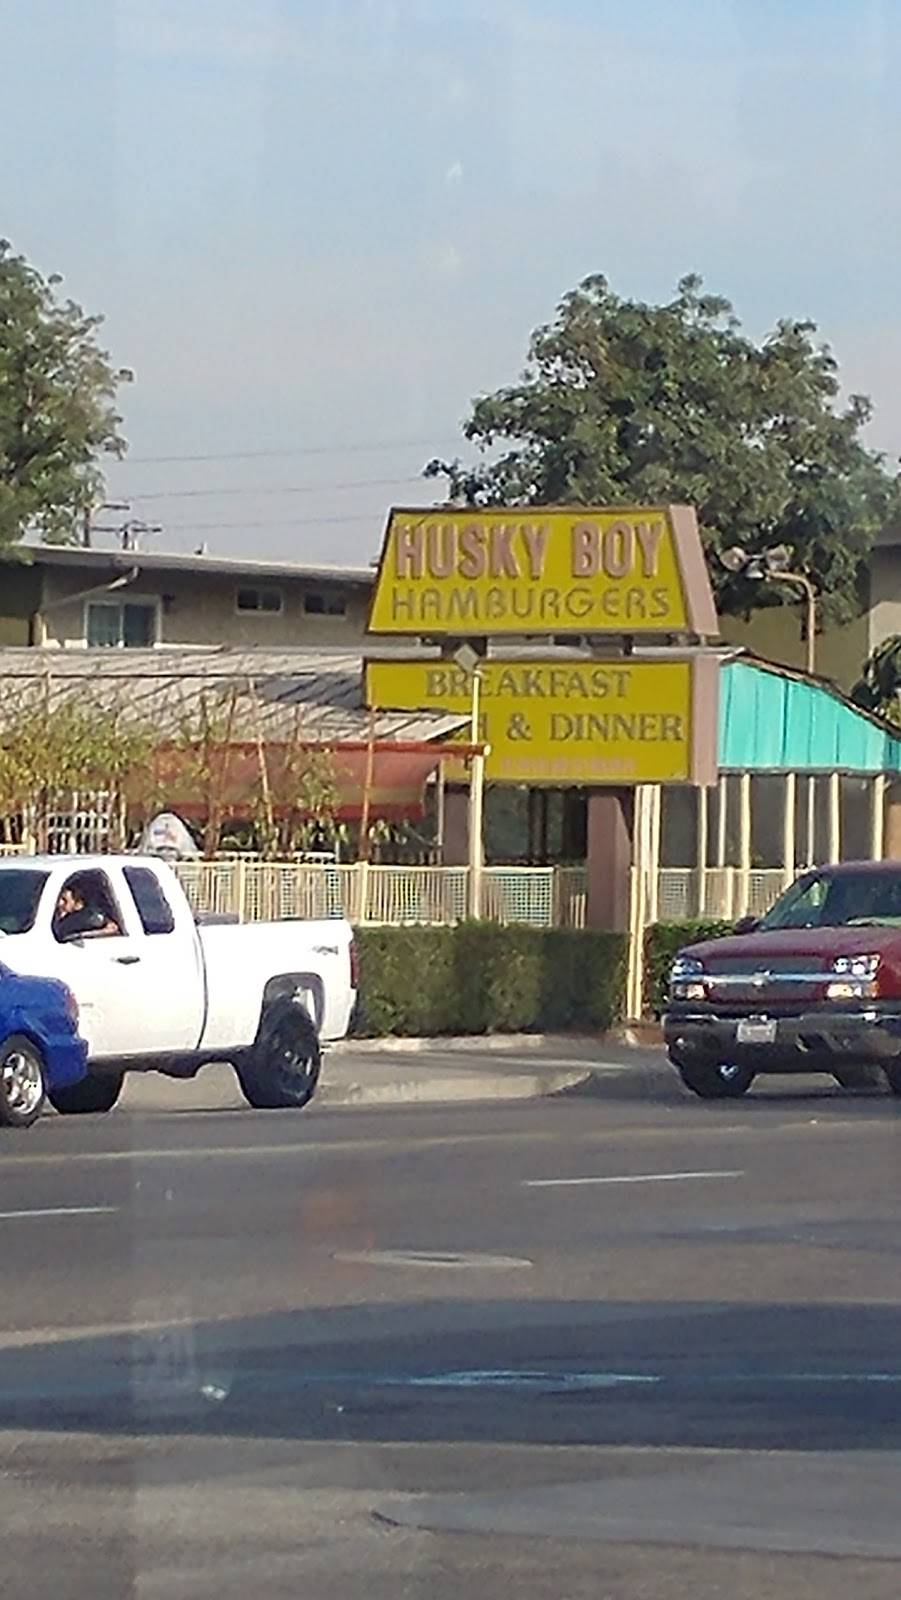 HUSKY BOY
HAMBURGERS
BREAKFAST
H & DINNER